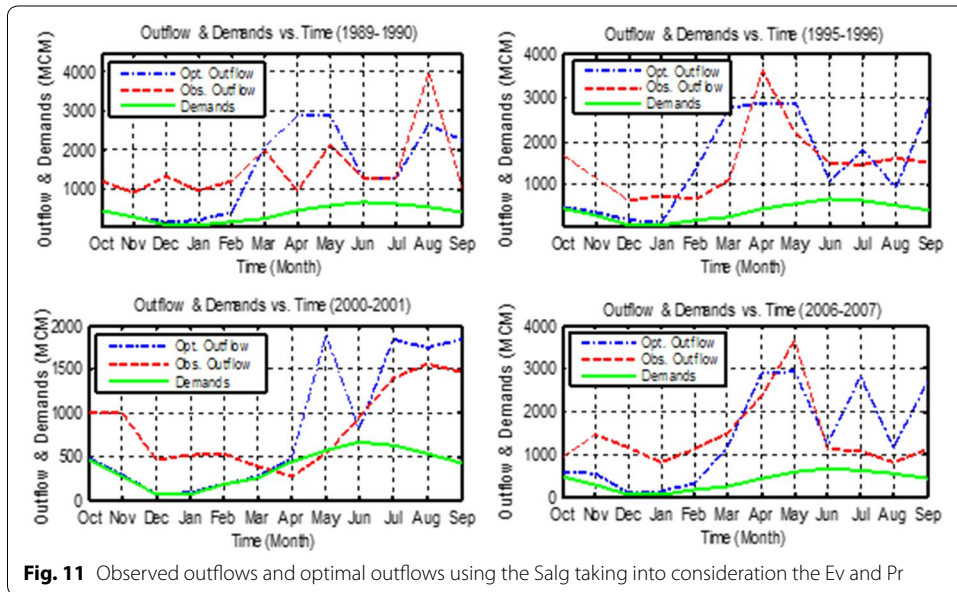 Outflow & Demands vs. Time (1989-1990)
Outflow & Demands (MCM)
4000
3000
2000
1000
Opt. Outflow
Obs. Outflow
Demands
Oct Nov Dec Jan Feb Mar Apr May Jun Jul Aug Sep
Time (Month)
Outflow & Demands vs. Time (1995-1996)
Outflow & Demands (MCM)
4000
3000
2000
1000
Opt. Outflow
Obs. Outflow
Demands
Oct Nov Dec Jan Feb Mar Apr May Jun Jul Aug Sep
Time (Month)
Outflow & Demands vs. Time (2000-2001)
Outflow & Demands (MCM)
2000
1500
1000
500
0
Opt. Outflow
Obs. Outflow
Demands
Oct Nov Dec Jan Feb Mar Apr May Jun Jul Aug Sep
Time (Month)
Outflow & Demands vs. Time (2006-2007)
Outflow & Demands (MCM)
4000
3000
2000
1000
0
Opt. Outflow
Obs. Outflow
Demands
Oct Nov Dec Jan Feb Mar Apr May Jun Jul Aug Sep
Time (Month)
Fig. 11 Observed outflows and optimal outflows using the Salg taking into consideration the Ev and Pr